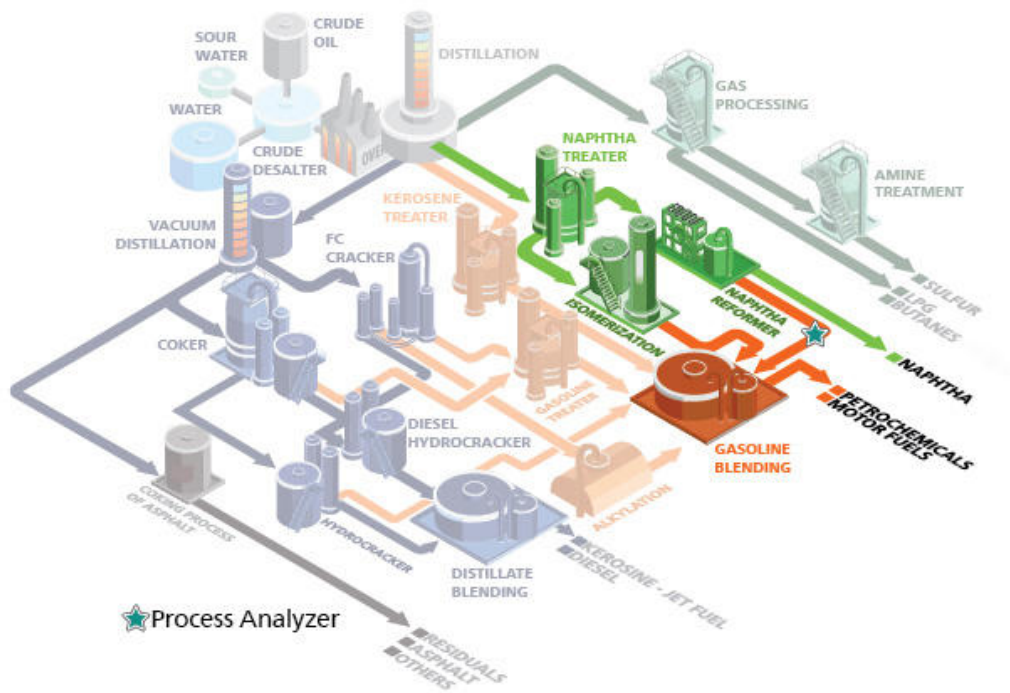 CRUDE
OIL
SOUR
WATER
DISTILLATION
WATER
GAS
PROCESSING
CRUDE
DESALTER
OVEN
NAPHTHA
TREATER
AMINE
TREATMENT
KEROSENE
TREATER
VACUUM
DISTILLATION
FC
CRACKER
SULFUR
LPG
BUTANES
NAPHTHA
REFORMER
ISOMERIZATION
COKER
NAPHTHA
PETROCHEMICALS
MOTOR FUELS
GASOLINE
TREATER
DIESEL
HYDROCRACKER
GASOLINE
BLENDING
COKING PROCESS
OF ASPHALT
ALKYLATION
HYDROCRACKER
KEROSINE - JET FUEL
DIESEL
DISTILLATE
BLENDING
Process Analyzer
RESIDUALS
ASPHALT
OTHERS